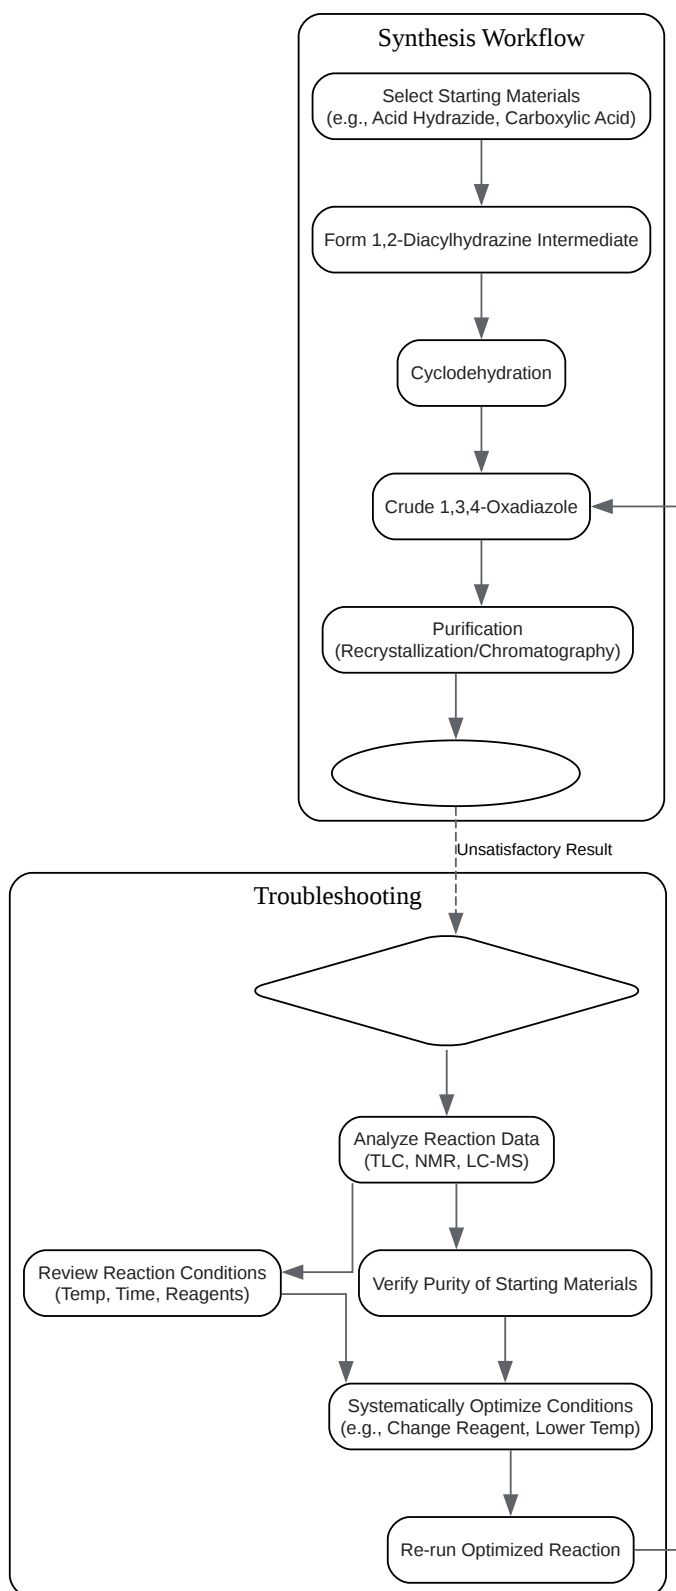 Synthesis Workflow
Select Starting Materials
(e.g., Acid Hydrazide, Carboxylic Acid)
Form 1,2-Diacylhydrazine Intermediate
Cyclodehydration
Crude 1,3,4-Oxadiazole
Purification
(Recrystallization/Chromatography)
Unsatisfactory Result
Troubleshooting
Analyze Reaction Data
(TLC, NMR, LC-MS)
Review Reaction Conditions
(Temp, Time, Reagents)
Verify Purity of Starting Materials
Systematically Optimize Conditions
(e.g., Change Reagent, Lower Temp)
Re-run Optimized Reaction